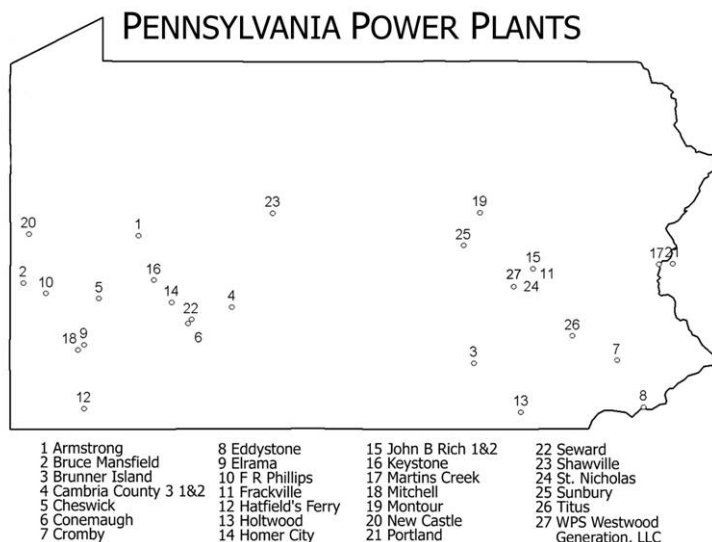 PENNSYLVANIA POWER PLANTS
23
19
20
1
25
1721
15
2
16
27
11
10
5
14
4
24
22
26
18
9
6
3
7
12
13
8
1 Armstrong
2 Bruce Mansfield
3 Brunner Island
4 Cambria County 3 1&2
5 Cheswick
6 Conemaugh
7 Cromby
8 Eddystone
9 Elrama
10 F R Phillips
11 Frackville
12 Hatfield's Ferry
13 Holtwood
14 Homer City
15 John B Rich 1&2
16 Keystone
17 Martins Creek
18 Mitchell
19 Montour
20 New Castle
21 Portland
22 Seward
23 Shawville
24 St. Nicholas
25 Sunbury
26 Titus
27 WPS Westwood
Generation, LLC